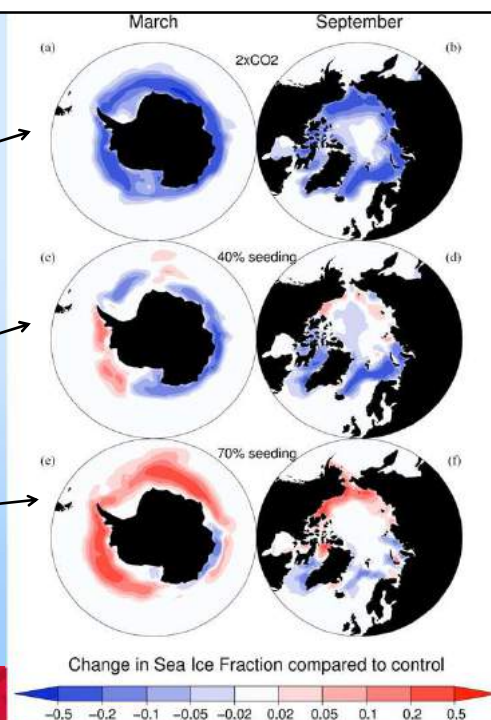 March September
(a) 2xCO2 (b)
(c) 40% seeding (d)
(e) 70% seeding (f)
Change in Sea Ice Fraction compared to control
−0.5 −0.2 −0.1 −0.05 −0.02 0.02 0.05 0.1 0.2 0.5